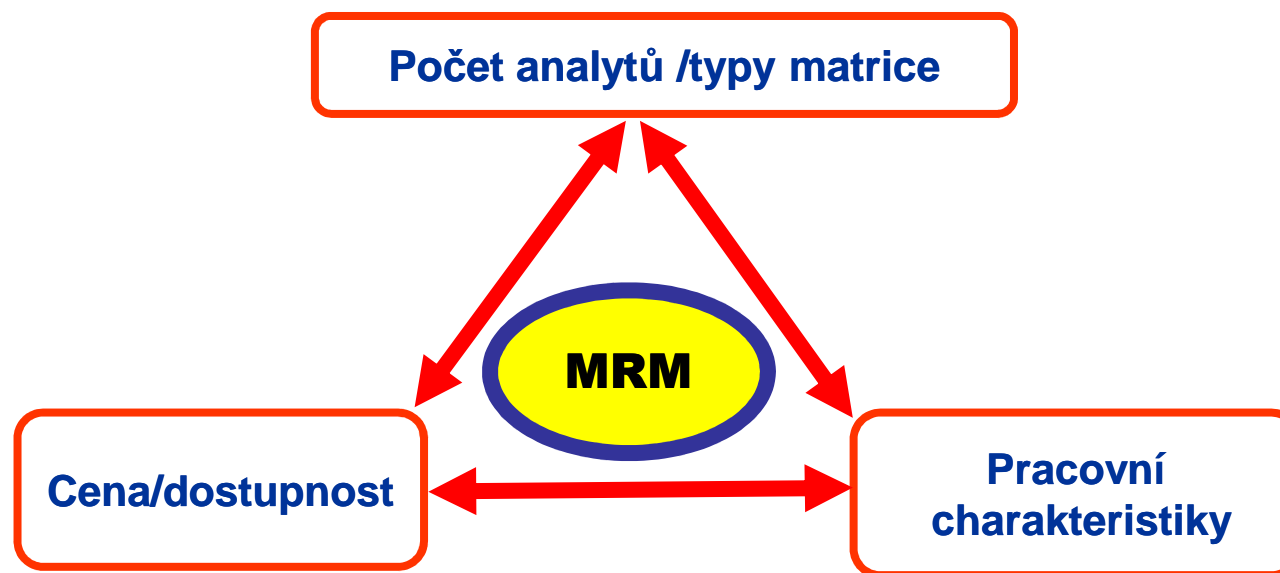 Počet analytů /typy matrice
MRM
Cena/dostupnost
Pracovní
charakteristiky